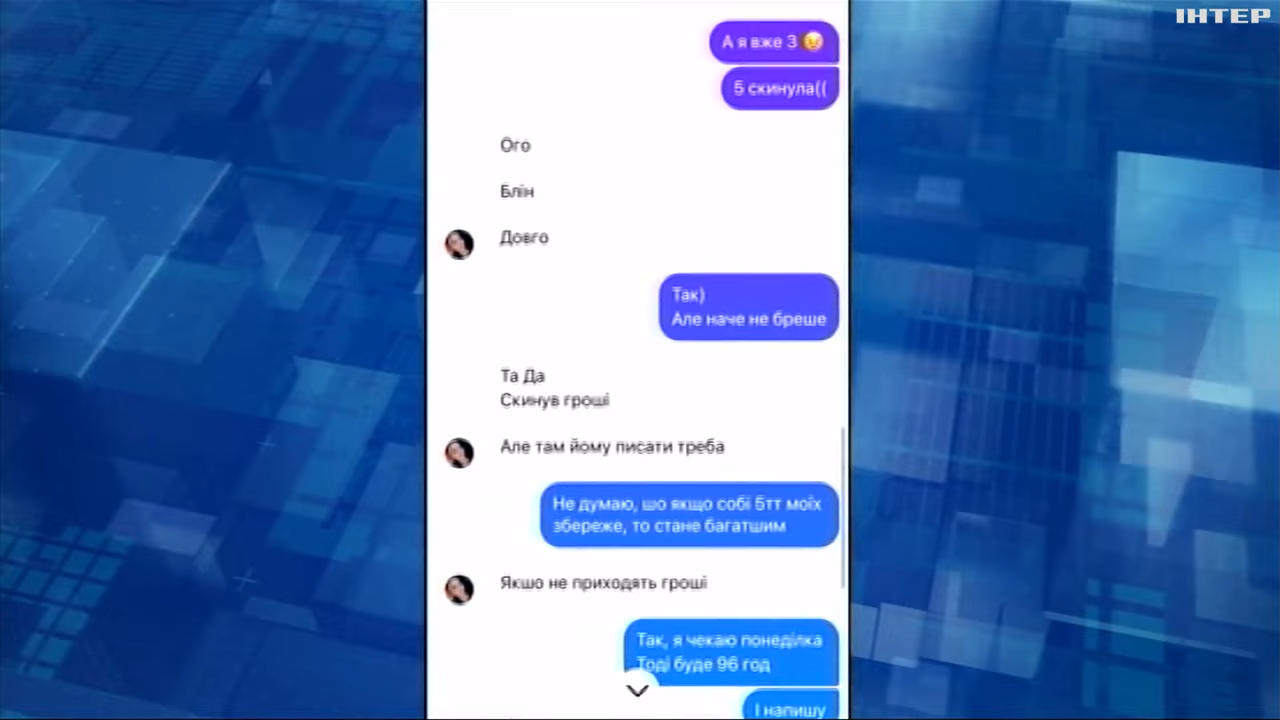 ІНТЕР
А я вже 3 😢
5 скинула((
Ого
Блін
Довго
Так)
Але наче не бреше
Та Да
Скинув гроші
Але там йому писати треба
Не думаю, шо якщо собі 5тт моїх
збереже, то стане багатшим
Якшо не приходять гроші
Так, я чекаю понеділка
Тоді буде 96 год
І напишу